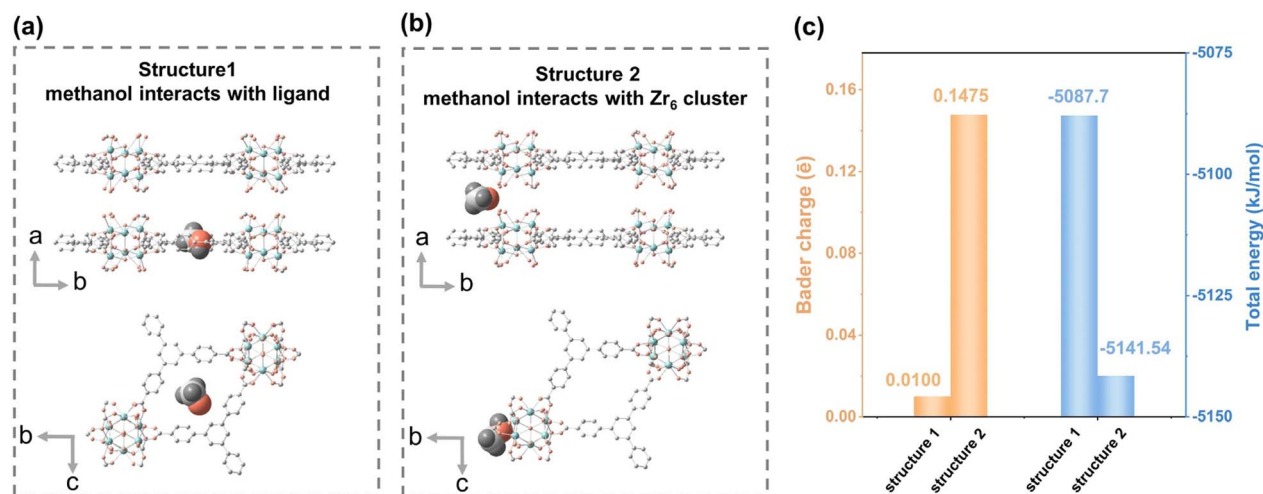 (a)
Structure1
methanol interacts with ligand
a
b
b
c
(b)
Structure 2
methanol interacts with Zr₆ cluster
a
b
b
c
(c)
Bader charge (ē)
0.16
0.12
0.08
0.04
0.00
0.0100
0.1475
-5087.7
-5141.54
-5075
-5100
-5125
-5150
Total energy (kJ/mol)
structure 1
structure 2
structure 1
structure 2